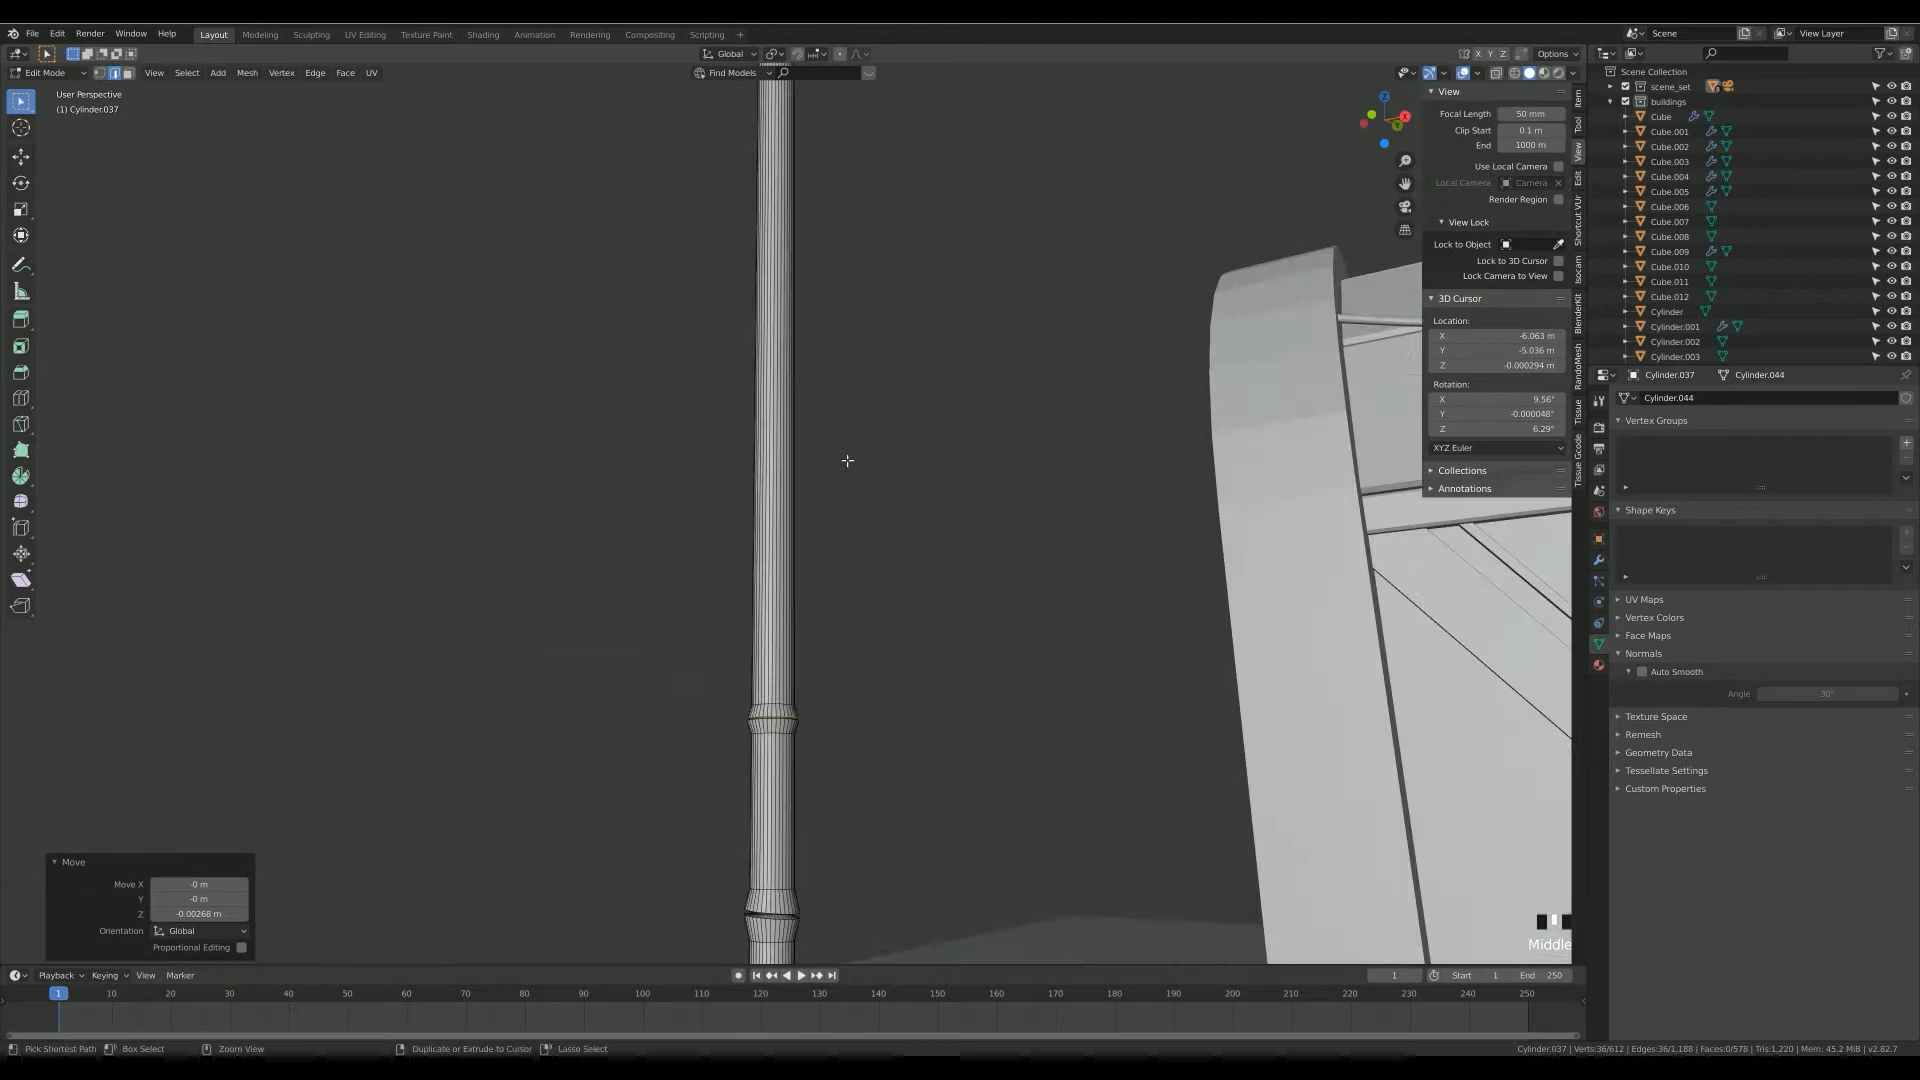 File Edit Render Window Help
Layout Modeling Sculpting UV Editing Texture Paint Shading Animation Rendering Compositing Scripting +
Scene View Layer
Global Options
X Y Z
Edit Mode View Select Add Mesh Vertex Edge Face UV
Find Models
User Perspective
(1) Cylinder.037
Z
X
Y
View
Focal Length 50 mm
Clip Start 0.1 m
End 1000 m
Use Local Camera
Local Camera Camera
Render Region
View Lock
Lock to Object
Lock to 3D Cursor
Lock Camera to View
3D Cursor
Location:
X -6.063 m
Y -5.036 m
Z -0.000294 m
Rotation:
X 9.56°
Y -0.000048°
Z 6.29°
XYZ Euler
Collections
Annotations
Item
Tool
View
Edit
Shortcut VUr
Isocam
BlenderKit
RandoMesh
Tissue
Tissue Gcode
Scene Collection
scene_set
buildings
Cube
Cube.001
Cube.002
Cube.003
Cube.004
Cube.005
Cube.006
Cube.007
Cube.008
Cube.009
Cube.010
Cube.011
Cube.012
Cylinder
Cylinder.001
Cylinder.002
Cylinder.003
Cylinder.037 Cylinder.044
Cylinder.044
Vertex Groups
Shape Keys
UV Maps
Vertex Colors
Face Maps
Normals
Auto Smooth
Angle 30°
Texture Space
Remesh
Geometry Data
Tessellate Settings
Custom Properties
Move
Move X -0 m
Y -0 m
Z -0.00268 m
Orientation Global
Proportional Editing
Middle
Playback Keying View Marker
1 Start 1 End 250
1 10 20 30 40 50 60 70 80 90 100 110 120 130 140 150 160 170 180 190 200 210 220 230 240 250
Pick Shortest Path Box Select Zoom View Duplicate or Extrude to Cursor Lasso Select
Cylinder.037 | Verts:36/612 | Edges:36/1,188 | Faces:0/578 | Tris:1,220 | Mem: 45.2 MiB | v2.82.7